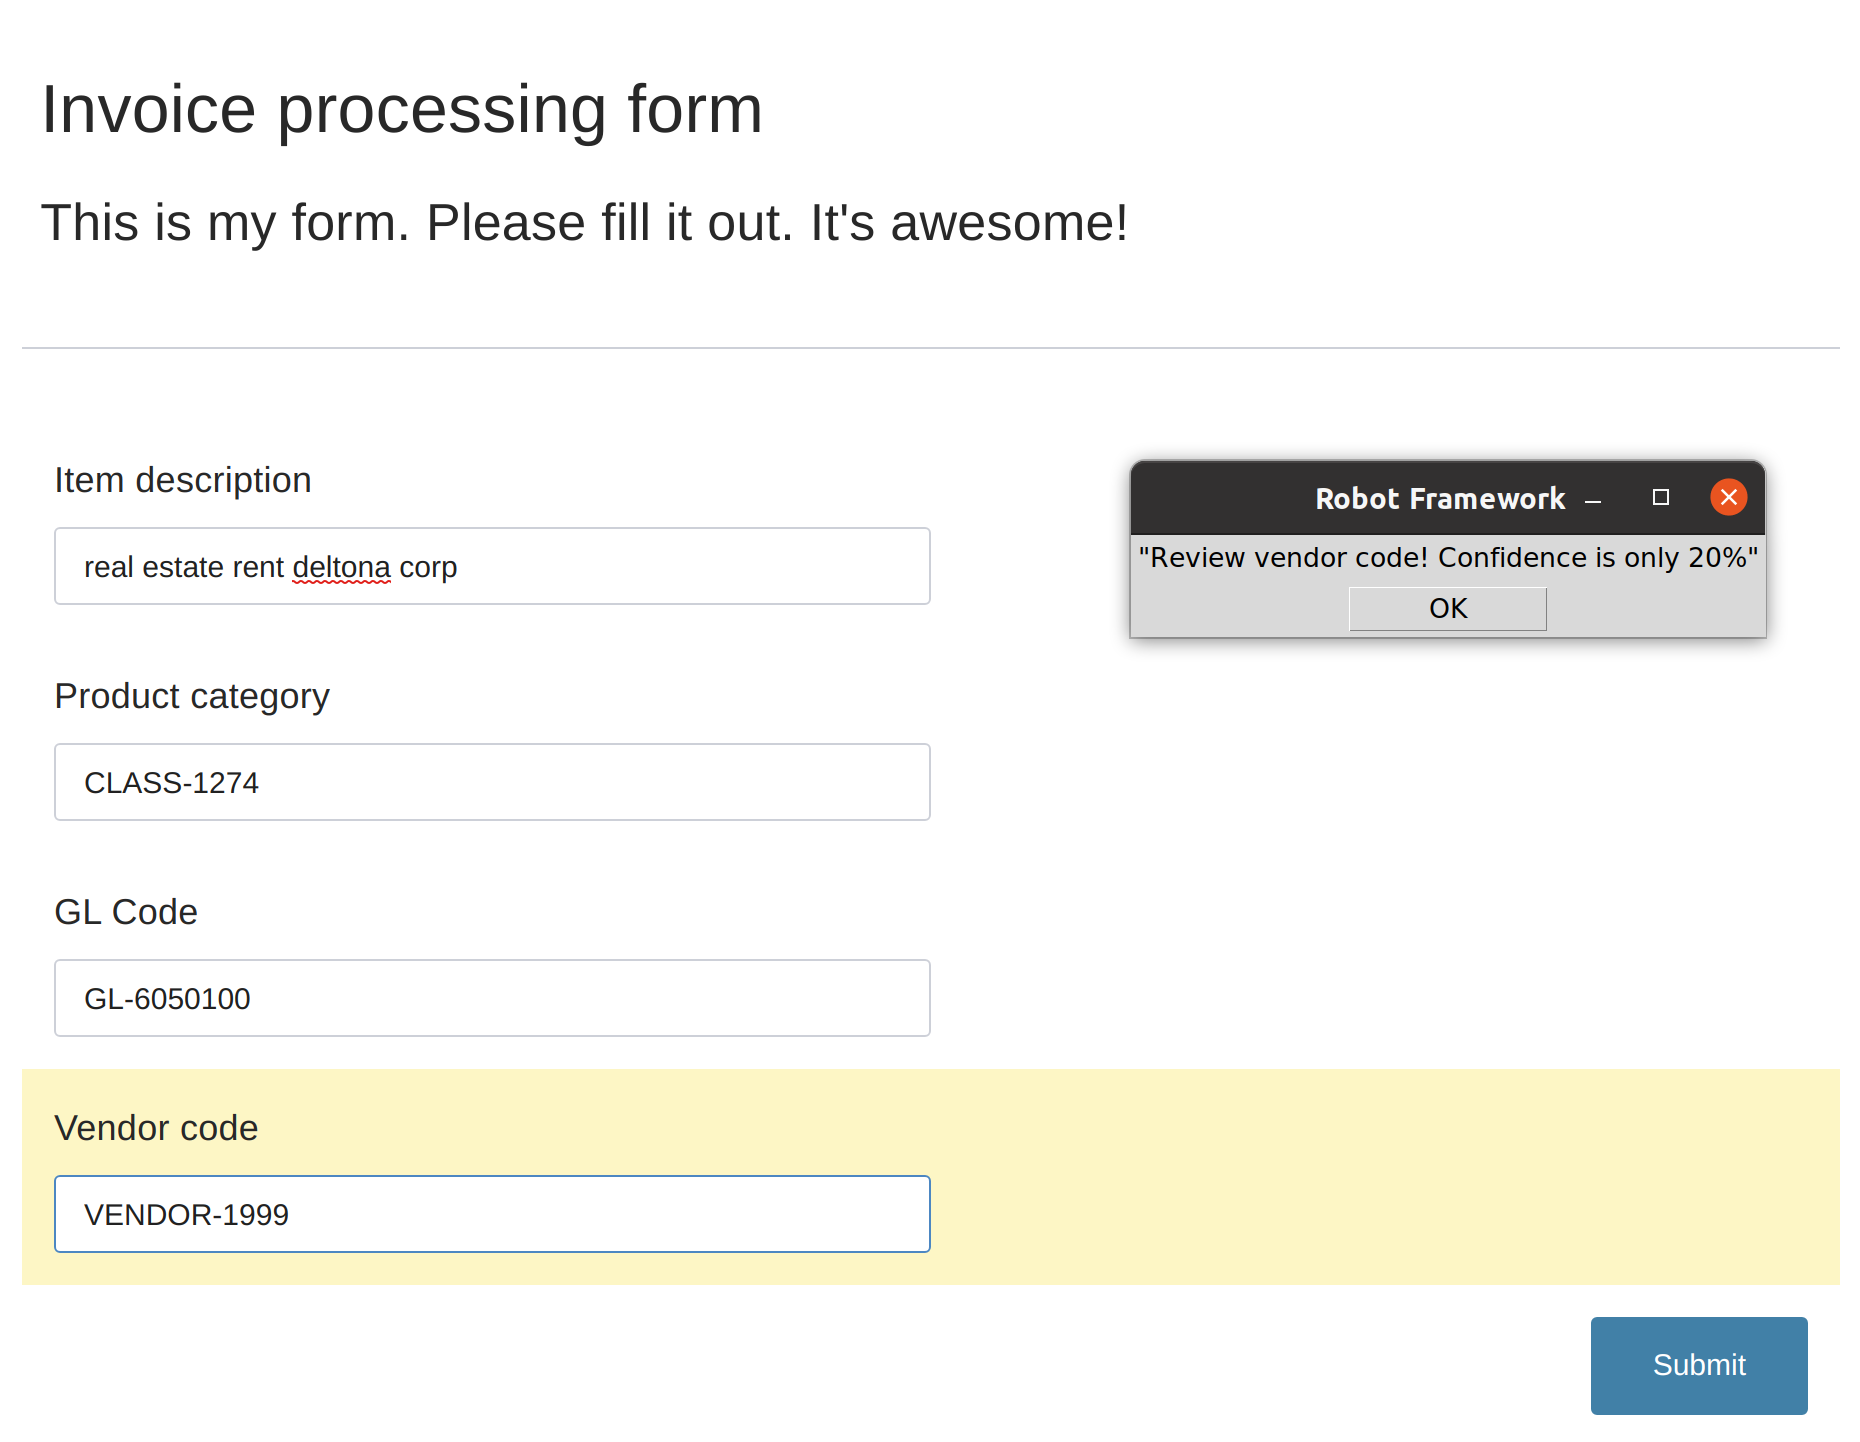 Invoice processing form
This is my form. Please fill it out. It's awesome!
Item description
real estate rent deltona corp
Robot Framework
"Review vendor code! Confidence is only 20%"
OK
Product category
CLASS-1274
GL Code
GL-6050100
Vendor code
VENDOR-1999
Submit